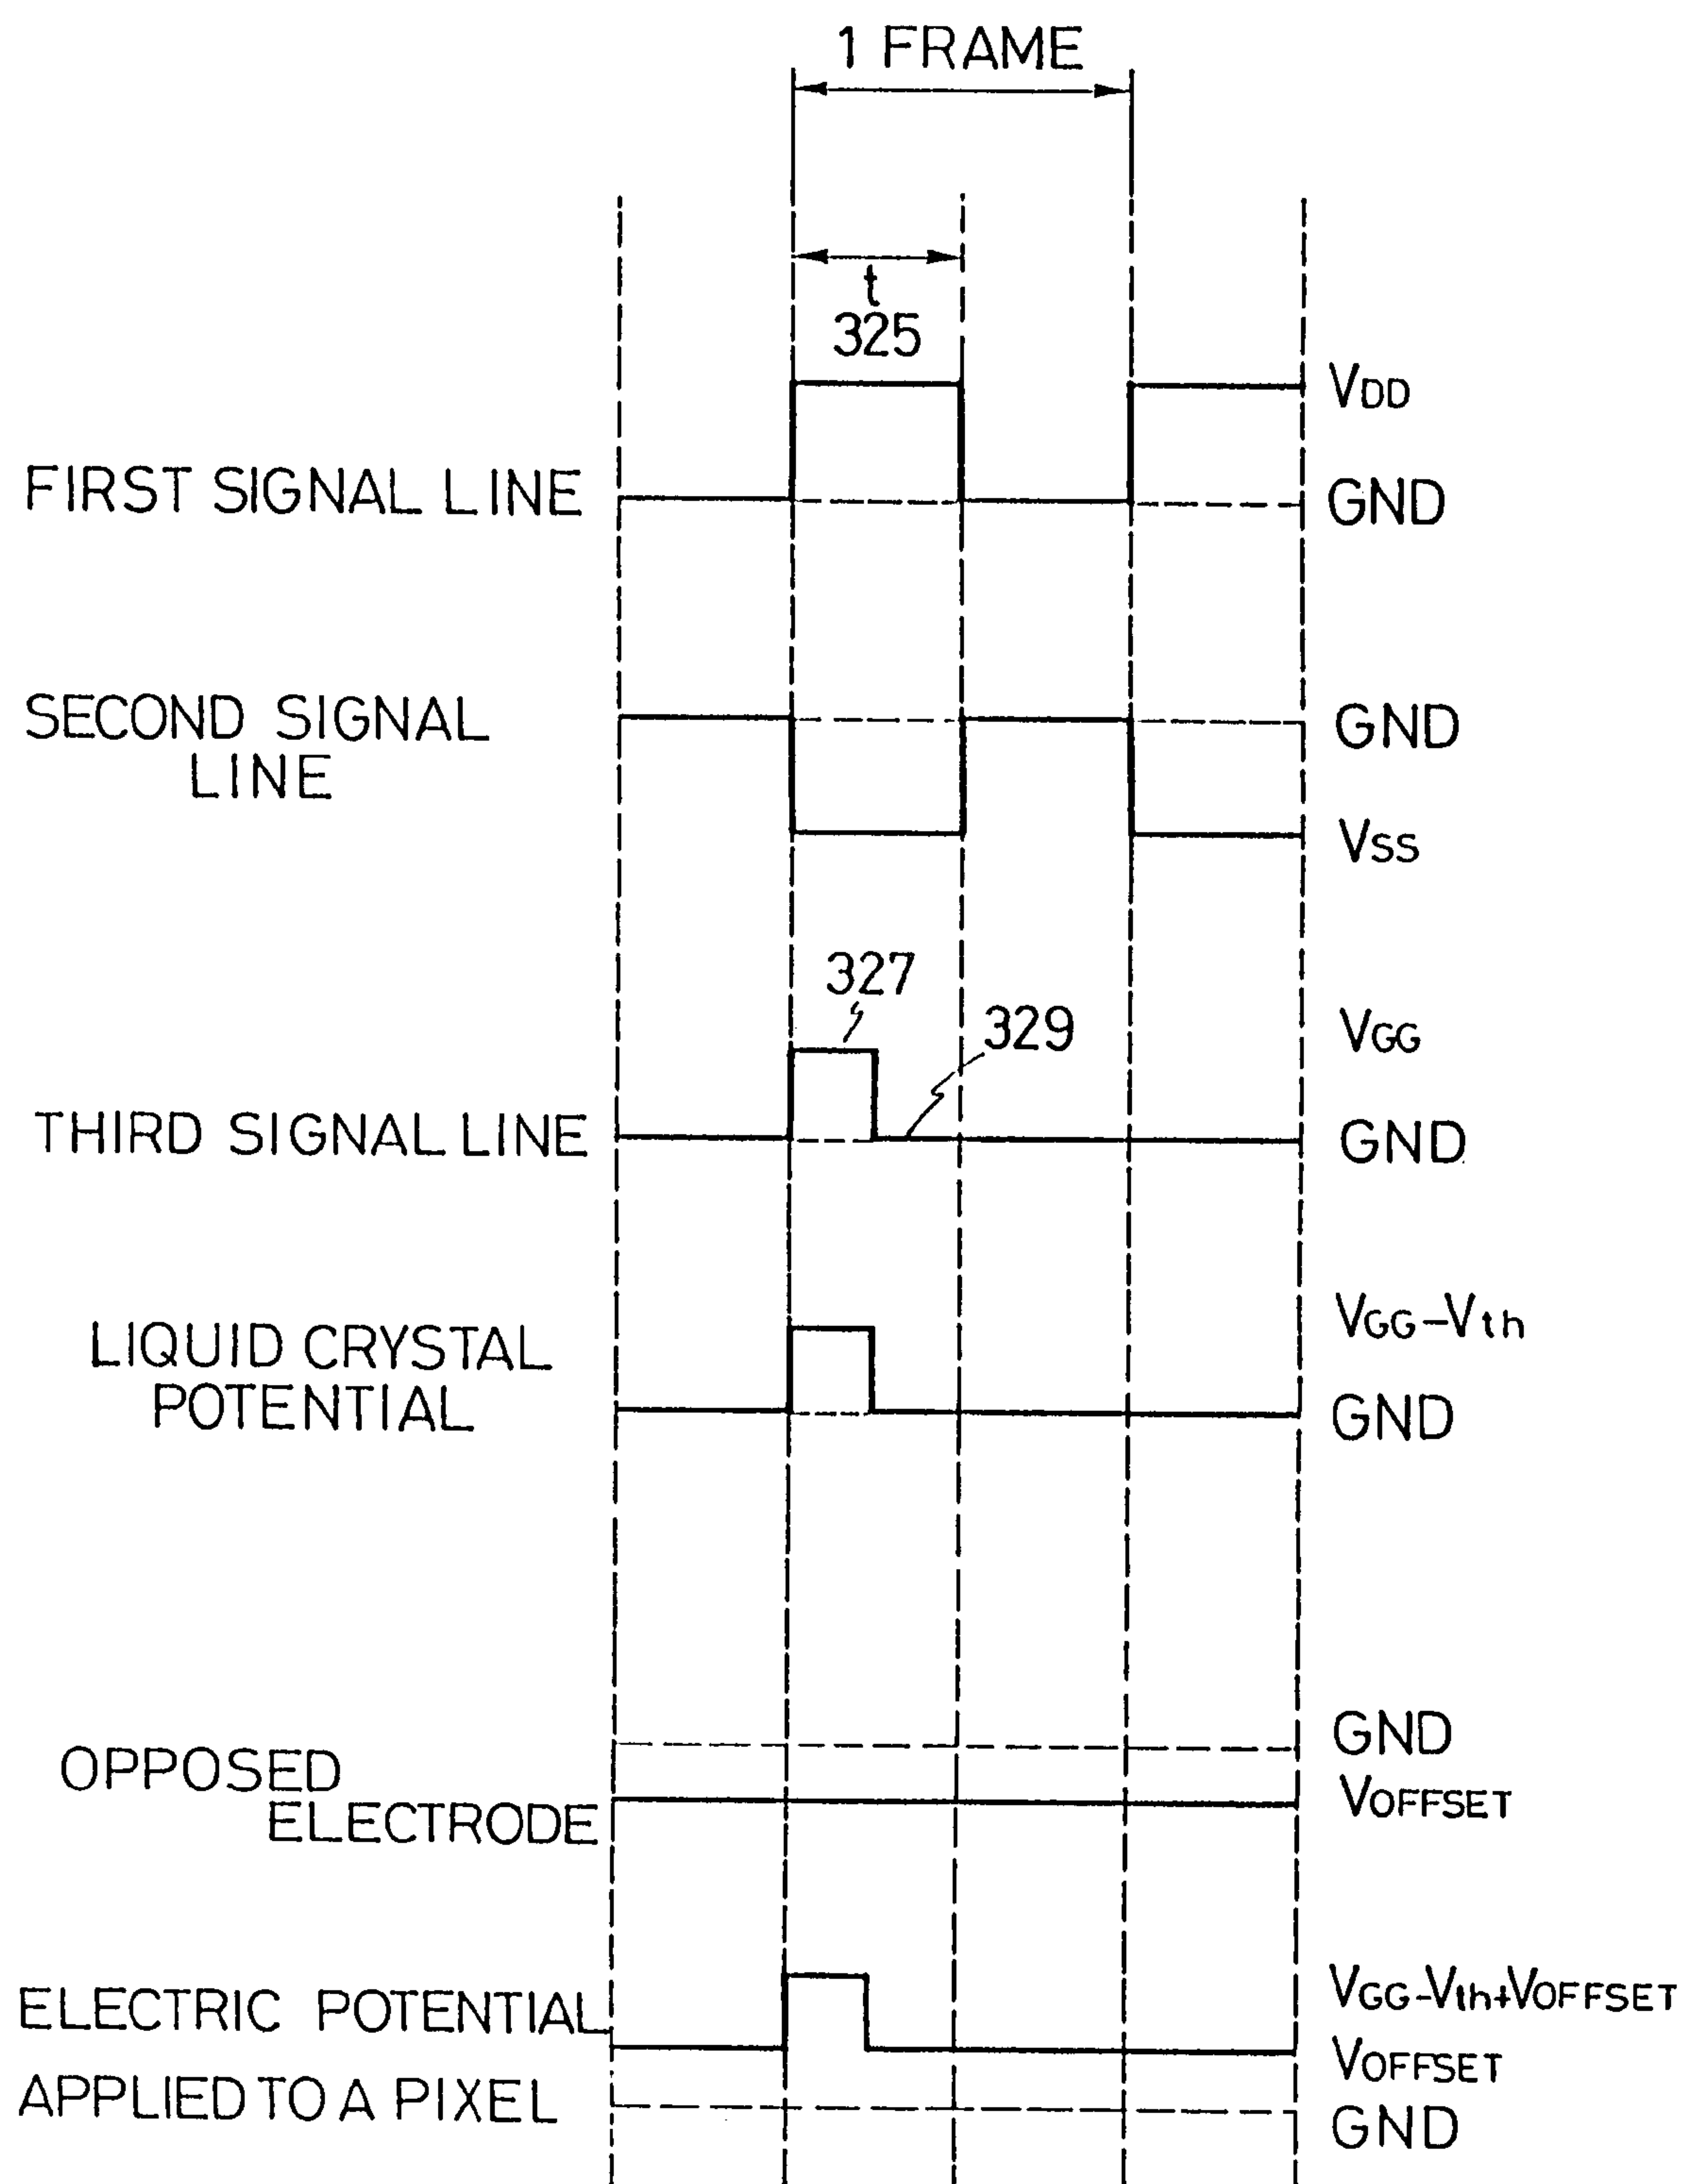 1 FRAME
t
325
VDD
FIRST SIGNAL LINE
GND
SECOND SIGNAL
LINE
GND
VSS
327
329
VGG
THIRD SIGNAL LINE
GND
LIQUID CRYSTAL
POTENTIAL
VGG-Vth
GND
GND
OPPOSED
ELECTRODE
VOFFSET
ELECTRIC POTENTIAL
VGG-Vth+VOFFSET
VOFFSET
APPLIED TO A PIXEL
GND